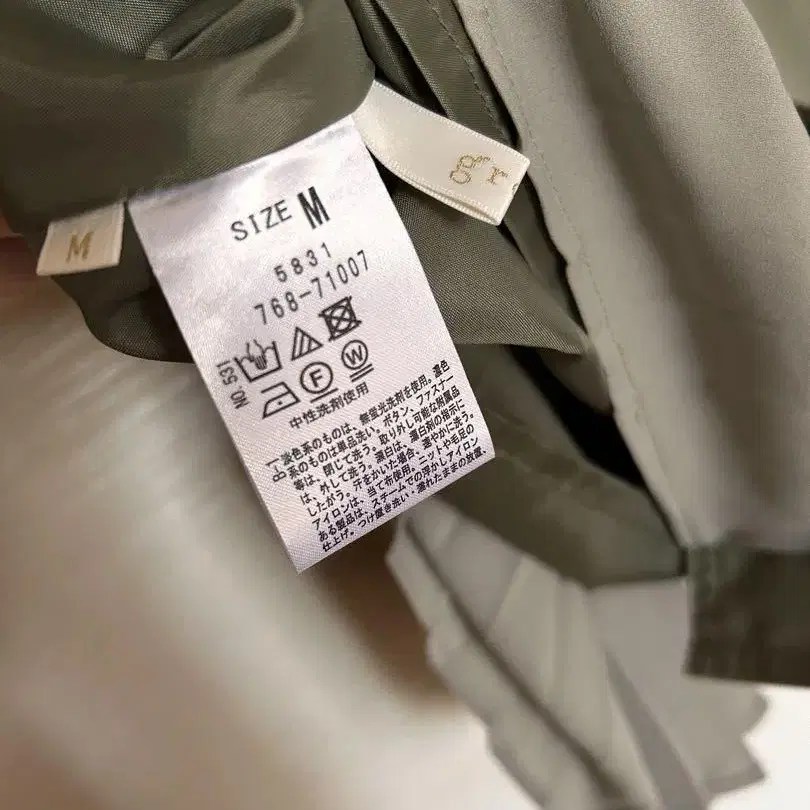 M
gr
SIZE M
5831
768-71007
NO.531
F
W
中性洗剤使用
B-1 淡色系のものは、無蛍光洗剤を使用。濃色
系のものは単品洗い。ボタン、ファスナー
等は、閉じて洗う。取り外し可能な附属品
は、外して洗う。漂白は、漂白剤の指示に
したがう。汗をかいた場合、速やかに洗う。
アイロンは、当て布使用。ニットや毛足の
ある製品は、スチームでの浮かしアイロン
仕上げ。つけ置き洗い・濡れたままの放置、